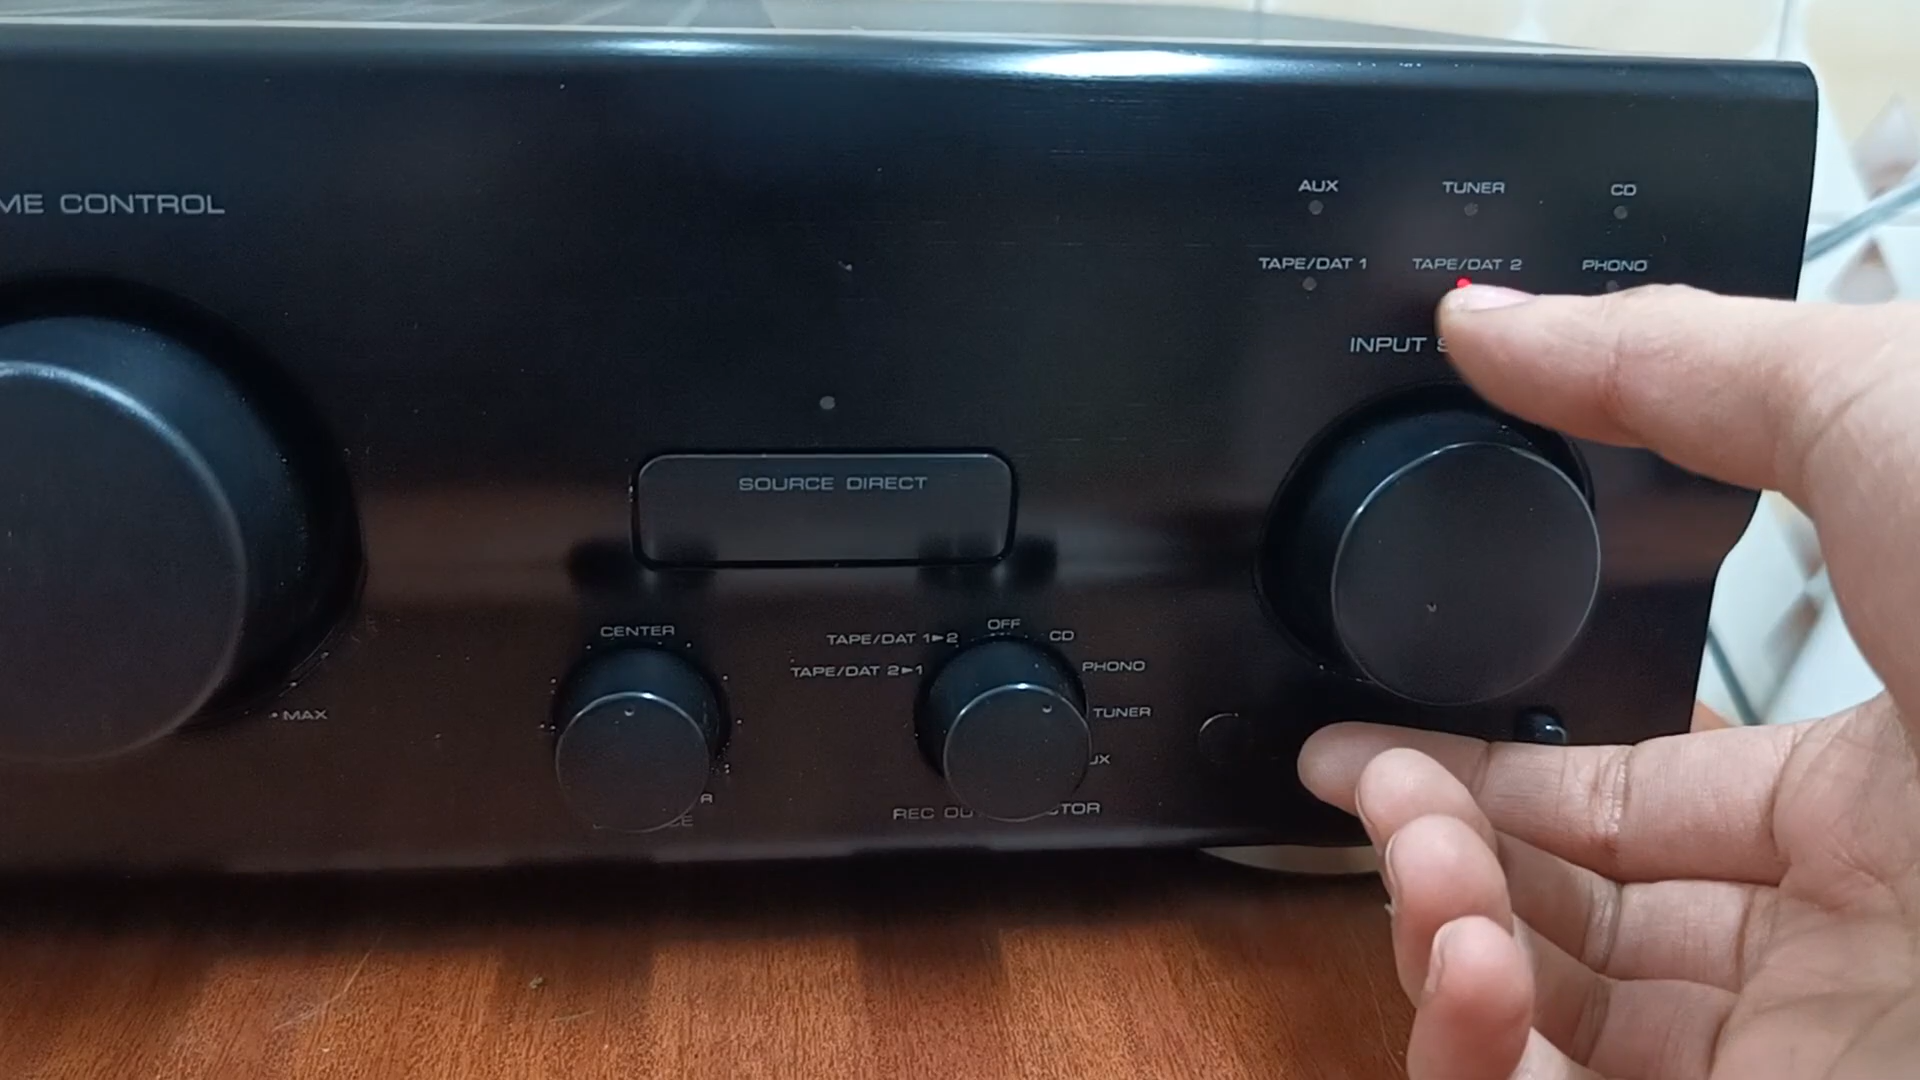 AUX TUNER CD
ME CONTROL
TAPE/DAT 1 TAPE/DAT 2 PHONO
INPUT
SOURCE DIRECT
CENTER
OFF
TAPE/DAT 1►2 CD
TAPE/DAT 2►1 PHONO
TUNER
MAX
R
REC